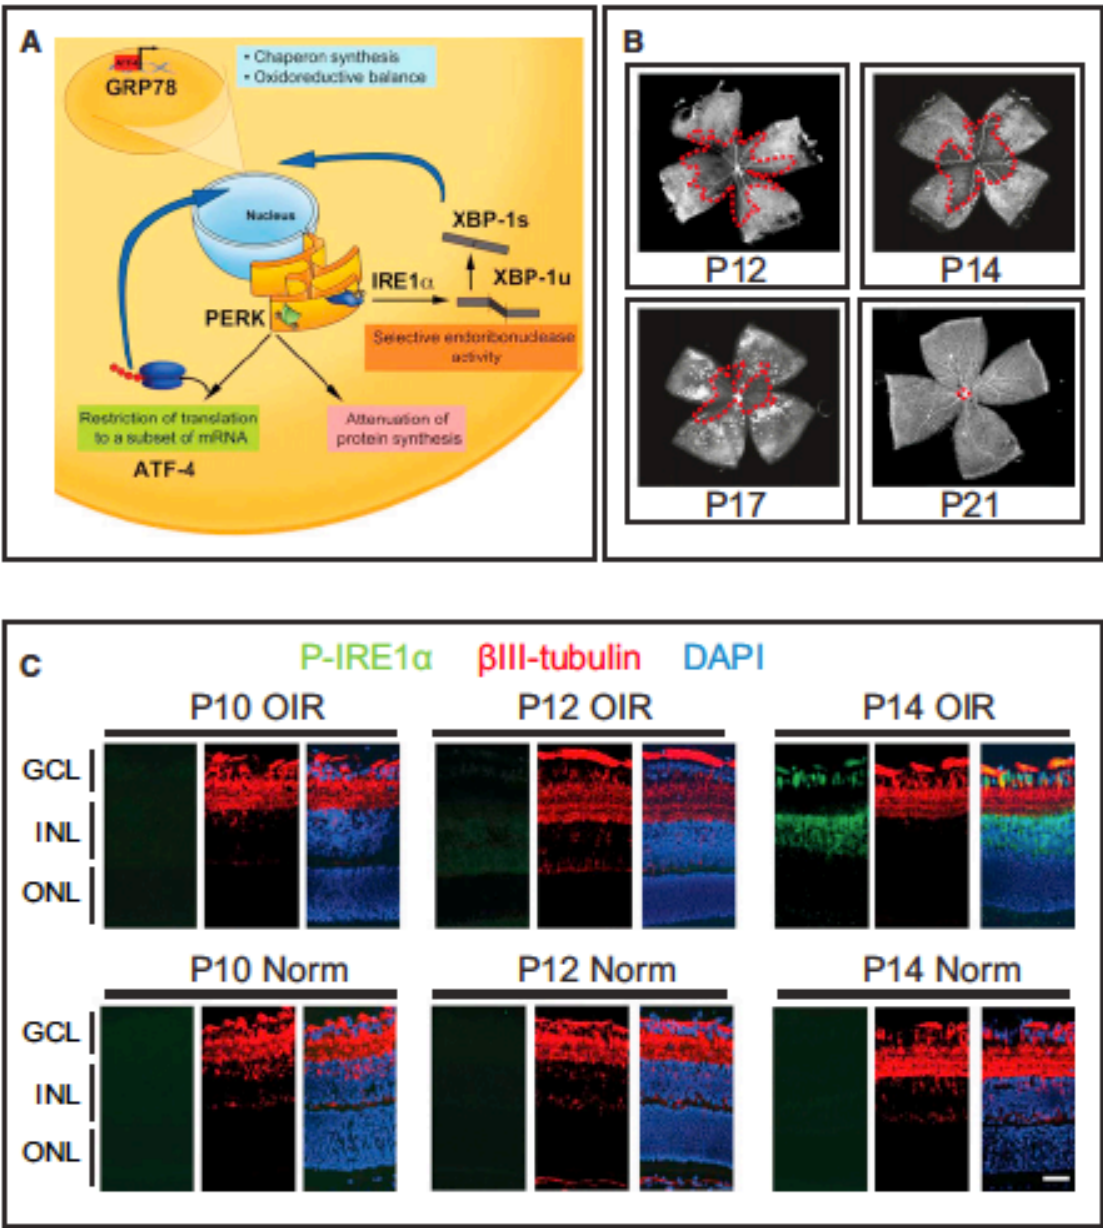 A
GRP78
• Chaperon synthesis
• Oxidoreductive balance
Nucleus
XBP-1s
XBP-1u
IRE1α
PERK
Selective endoribonuclease
activity
Restriction of translation
to a subset of mRNA
Attenuation of
protein synthesis
ATF-4
B
P12
P14
P17
P21
C
P-IRE1α βIII-tubulin DAPI
P10 OIR P12 OIR P14 OIR
GCL
INL
ONL
P10 Norm P12 Norm P14 Norm
GCL
INL
ONL